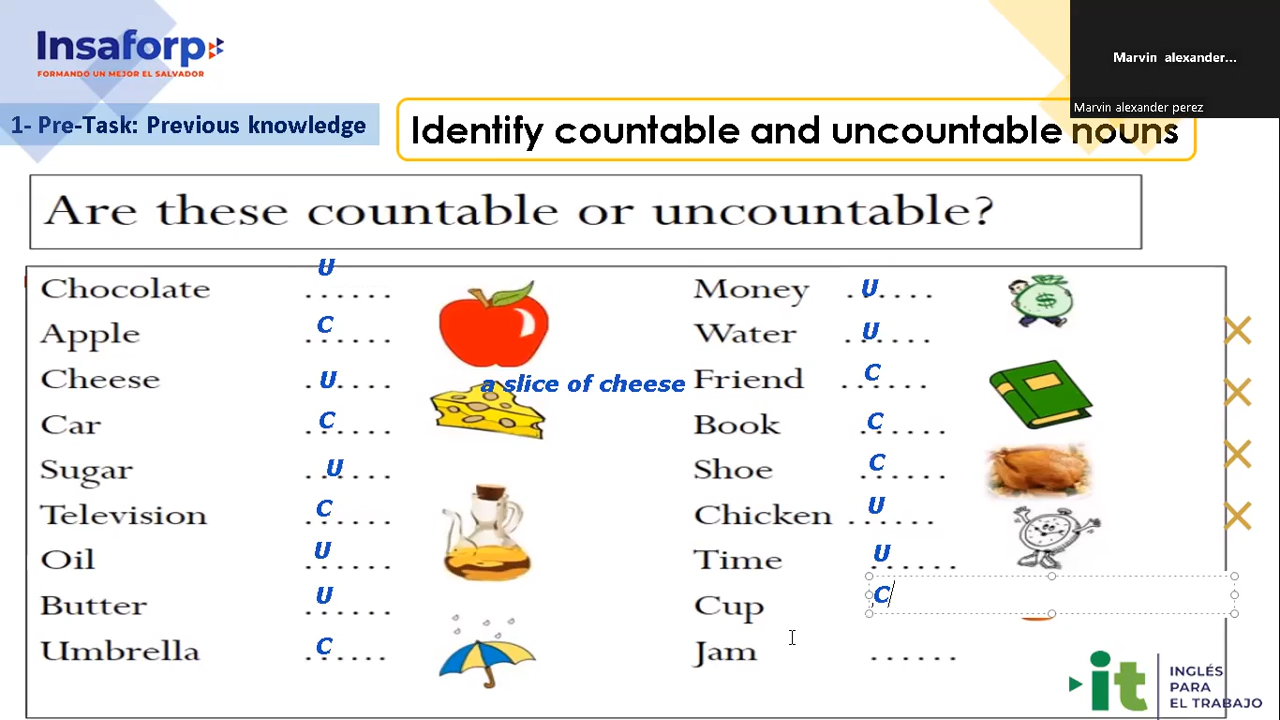 Insaforp
FORMANDO UN MEJOR EL SALVADOR
Marvin alexander...
Marvin alexander perez
1- Pre-Task: Previous knowledge
Identify countable and uncountable nouns
Are these countable or uncountable?
Chocolate U ......
Apple C ......
Cheese U ......
a slice of cheese
Car C ......
Sugar U ......
Television C ......
Oil U ......
Butter U ......
Umbrella C ......
Money U ......
Water U ......
Friend C ......
Book C ......
Shoe C ......
Chicken U ......
Time U ......
Cup C
Jam ......
it
INGLÉS
PARA
EL TRABAJO